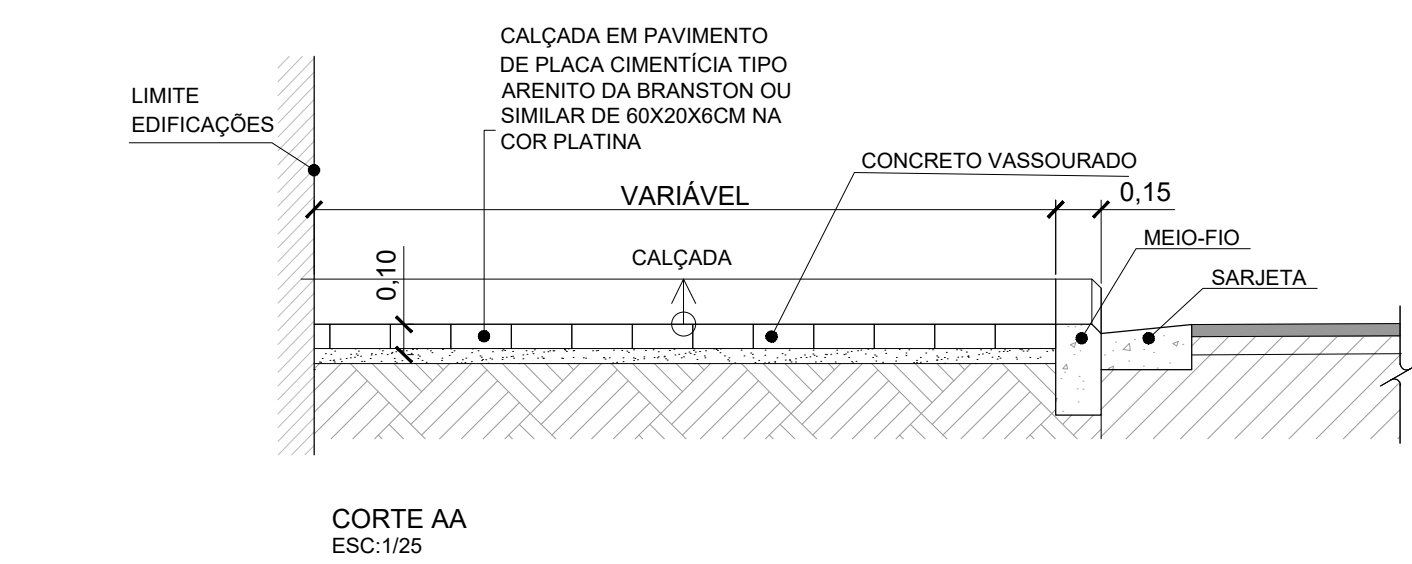 CALÇADA EM PAVIMENTO
DE PLACA CIMENTÍCIA TIPO
ARENITO DA BRANSTON OU
SIMILAR DE 60X20X6CM NA
COR PLATINA
LIMITE
EDIFICAÇÕES
CONCRETO VASSOURADO
VARIÁVEL
0,15
MEIO-FIO
CALÇADA
0,10
SARJETA
CORTE AA
ESC:1/25